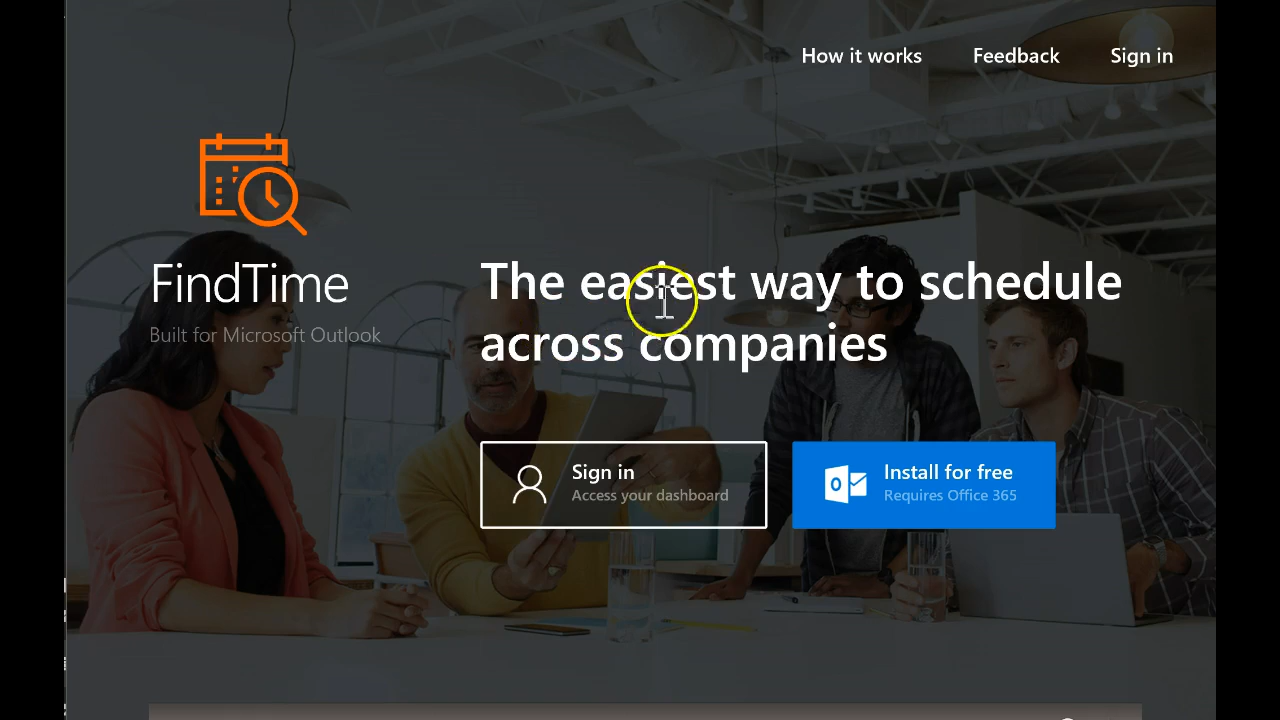 How it works Feedback Sign in
FindTime
Built for Microsoft Outlook
The easiest way to schedule
across companies
Sign in
Access your dashboard
Install for free
Requires Office 365